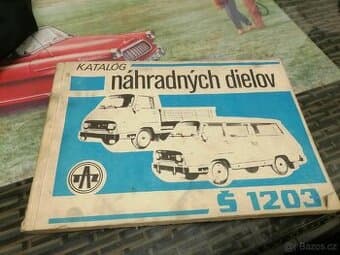 KATALÓG
náhradných dielov
Š 1203
Bazos.cz